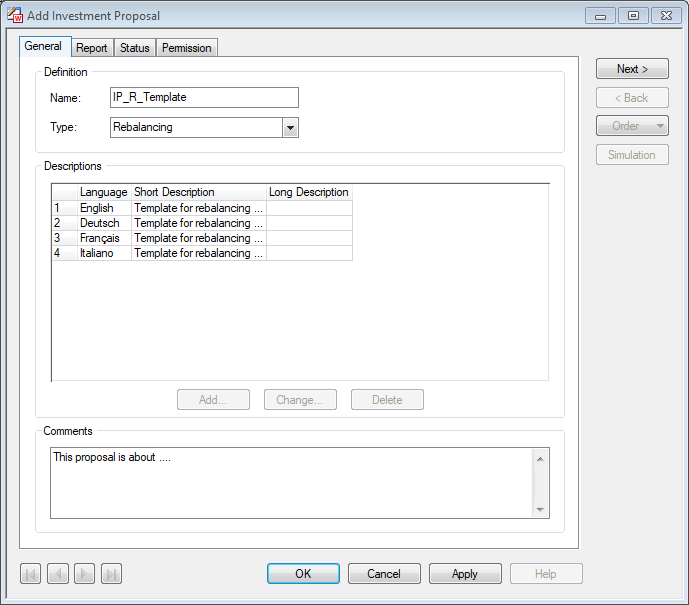 Add Investment Proposal
General Report Status Permission
Definition
Name: IP_R_Template
Type: Rebalancing
Next >
< Back
Order
Simulation
Descriptions
Language Short Description Long Description
1 English Template for rebalancing ...
2 Deutsch Template for rebalancing ...
3 Français Template for rebalancing ...
4 Italiano Template for rebalancing ...
Add... Change... Delete
Comments
This proposal is about ....
OK Cancel Apply Help